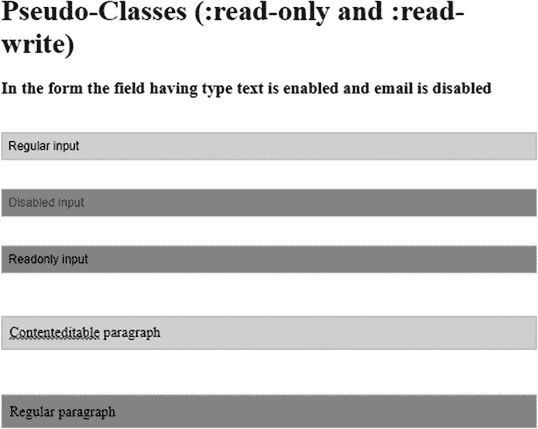 Pseudo-Classes (:read-only and :read-
write)
In the form the field having type text is enabled and email is disabled
Regular input
Disabled input
Readonly input
Contenteditable paragraph
Regular paragraph